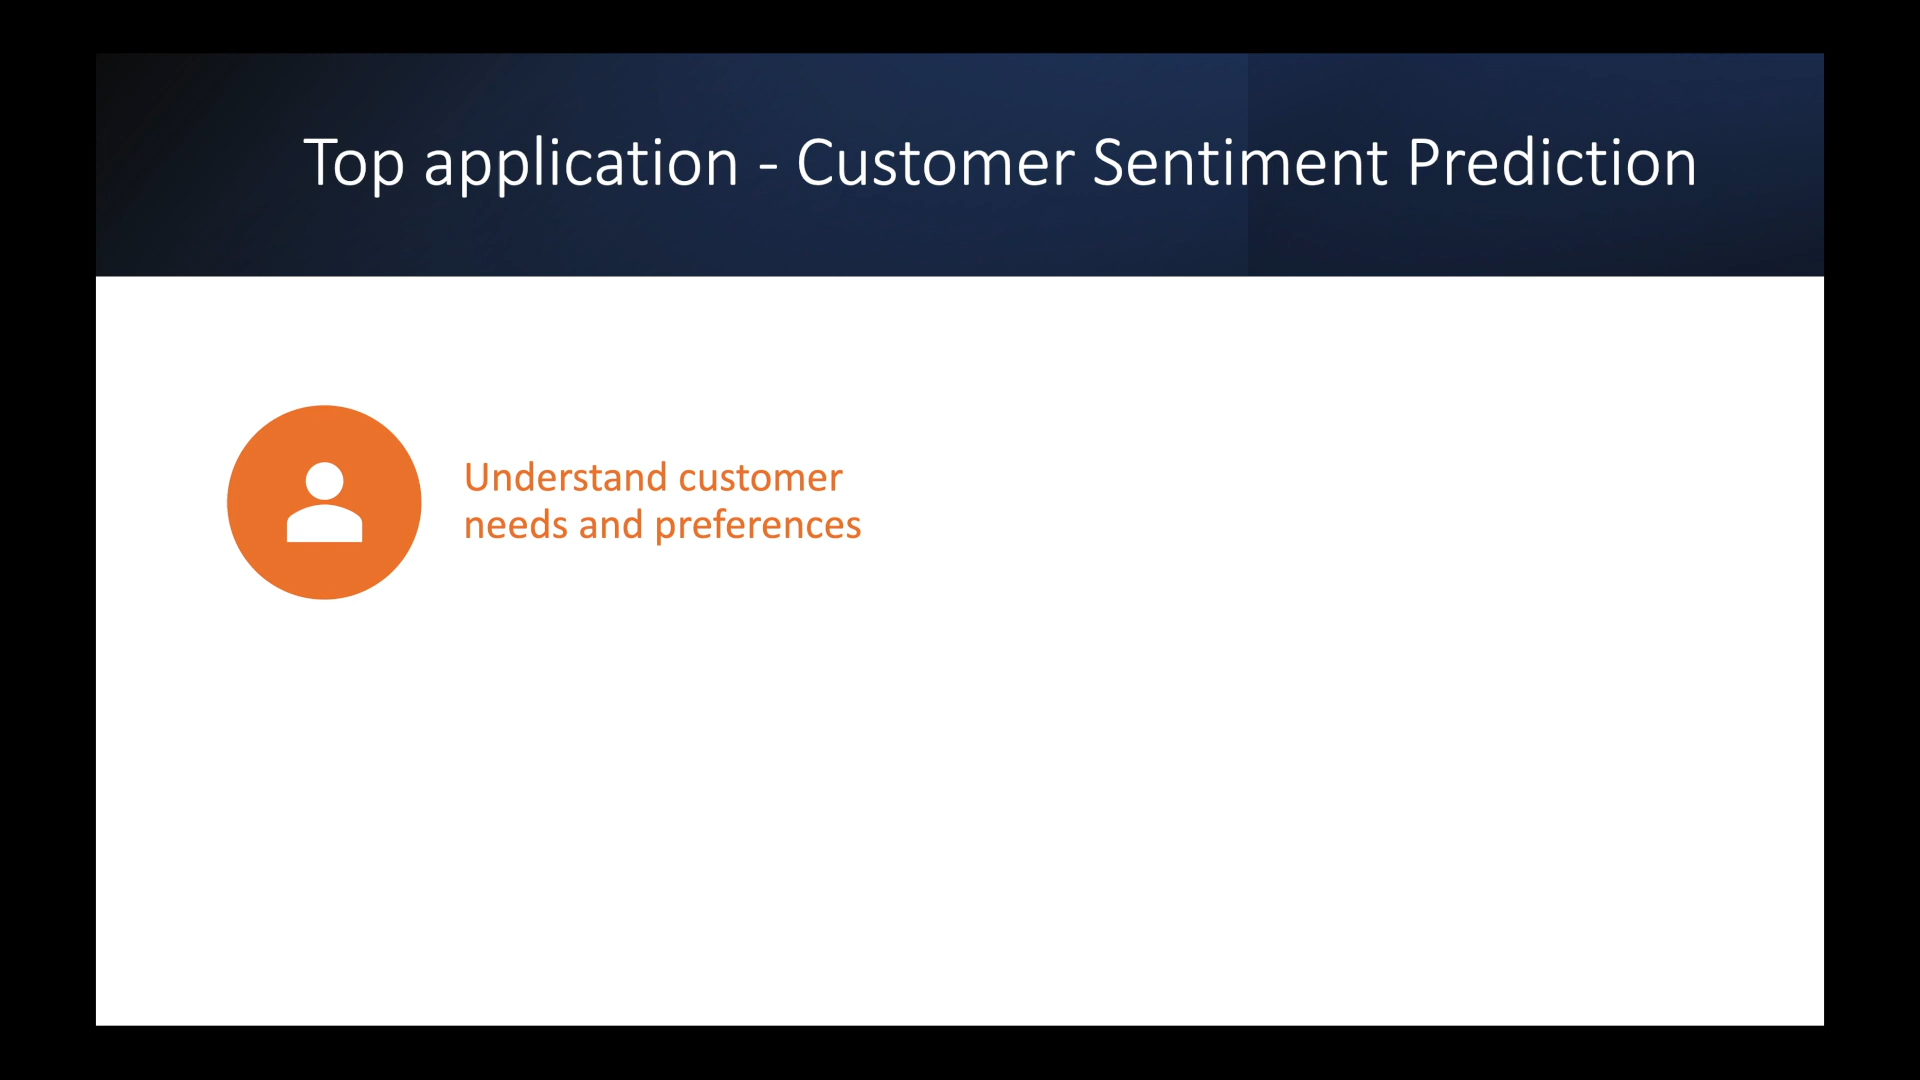 Top application - Customer Sentiment Prediction
Understand customer
needs and preferences